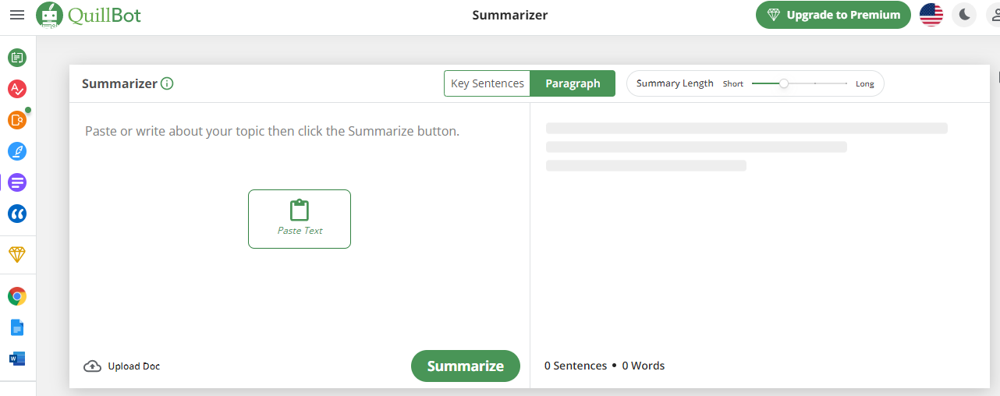 QuillBot
Summarizer
Upgrade to Premium
Summarizer
Key Sentences
Paragraph
Summary Length
Short
Long
Paste or write about your topic then click the Summarize button.
Paste Text
Upload Doc
Summarize
0 Sentences • 0 Words